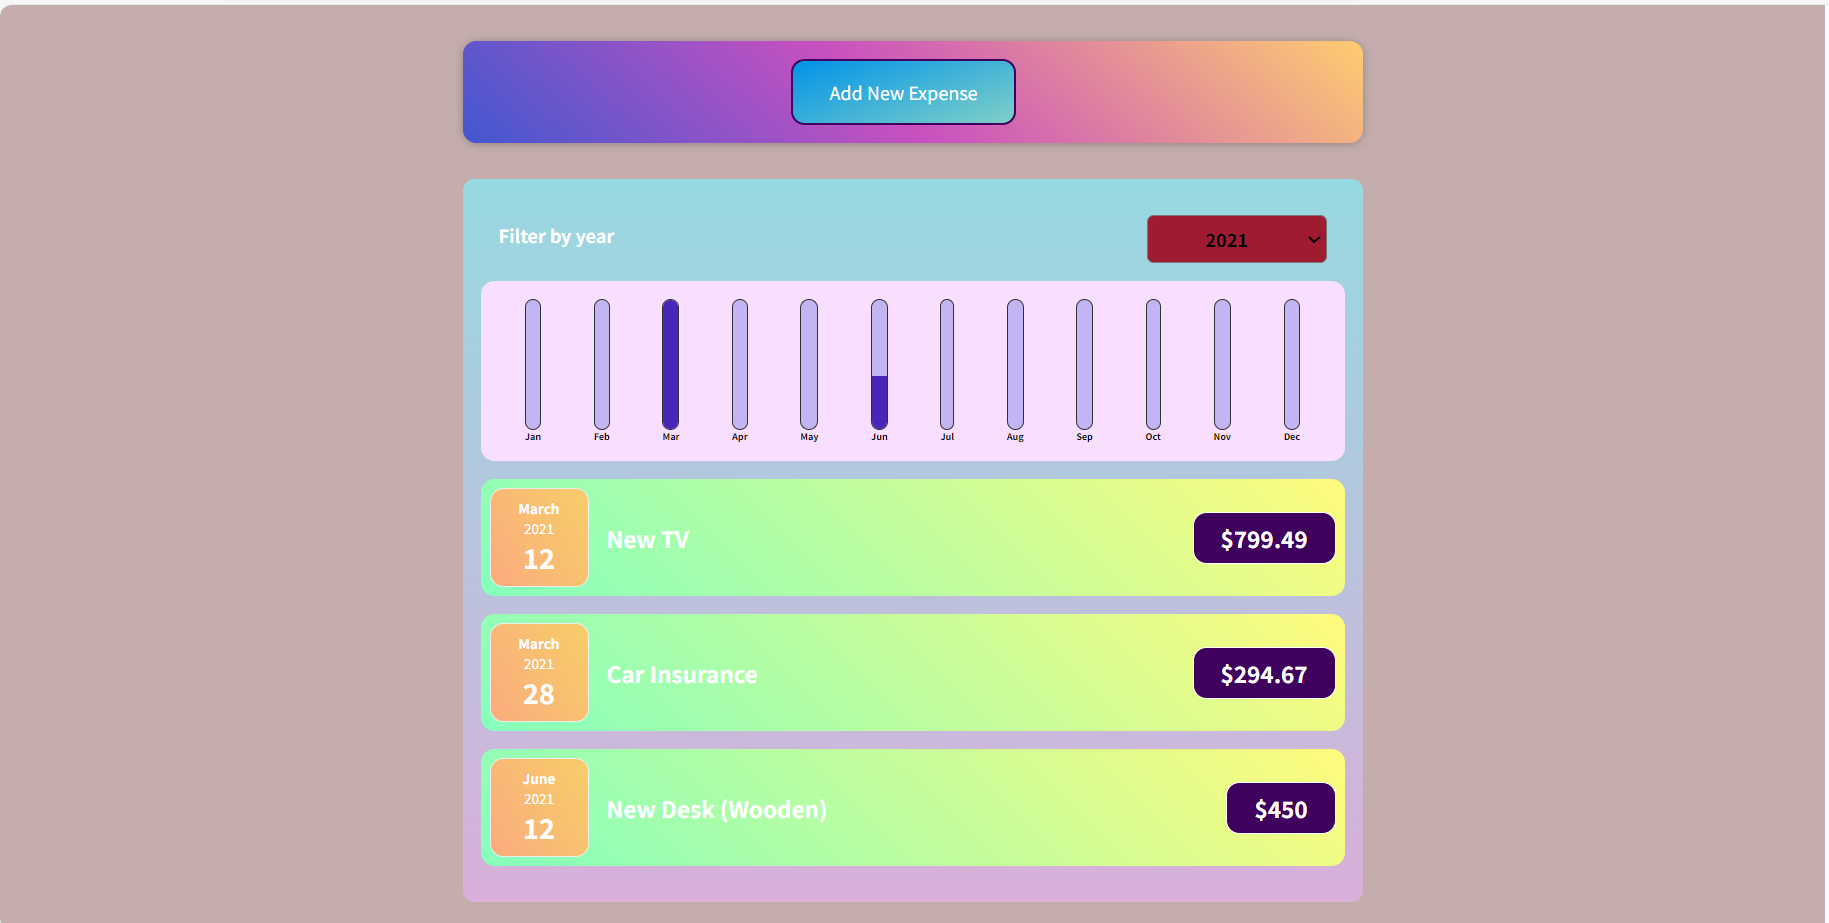 Add New Expense
Filter by year
2021
Jan Feb Mar Apr May Jun Jul Aug Sep Oct Nov Dec
March
2021
12
New TV
$799.49
March
2021
28
Car Insurance
$294.67
June
2021
12
New Desk (Wooden)
$450